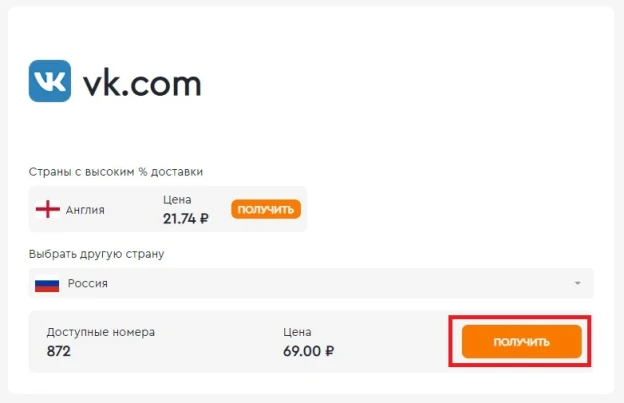 vk.com
Страны с высоким % доставки
Англия
Цена
21.74 ₽
ПОЛУЧИТЬ
Выбрать другую страну
Россия
Доступные номера
872
Цена
69.00 ₽
ПОЛУЧИТЬ